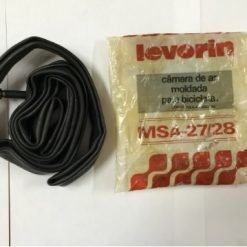 levorin
câmara de ar
moldada
para bicicleta.
MSA-27/28